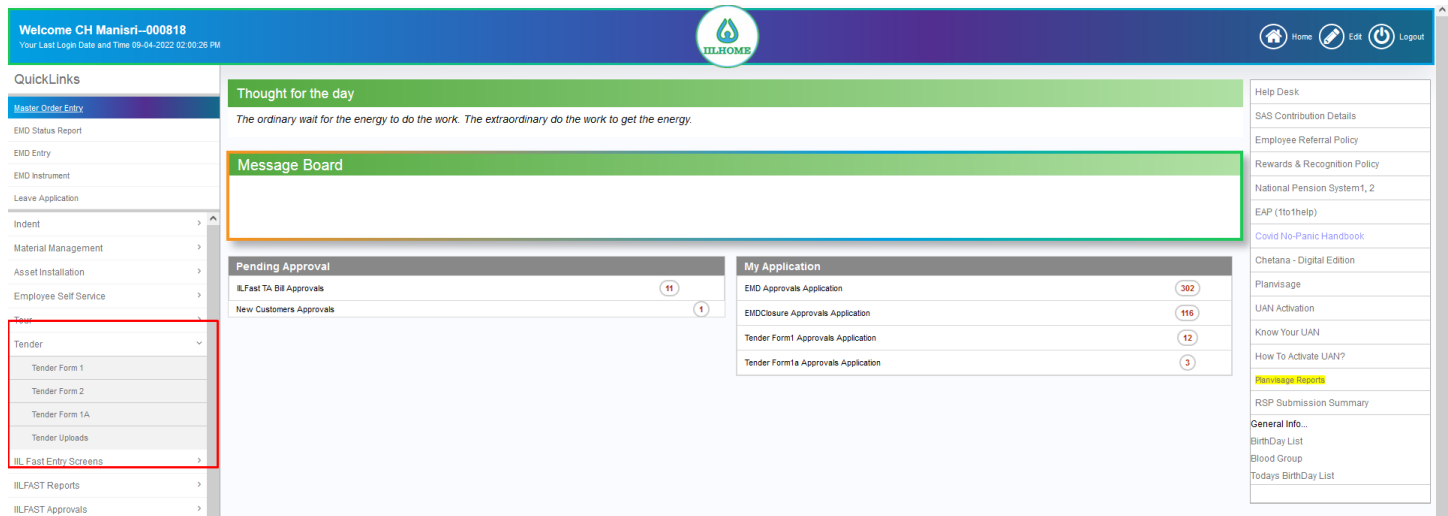 Welcome CH Manisri--000818
Your Last Login Date and Time 09-04-2022 02:00:26 PM
IILHOME
Home
Edit
Logout
QuickLinks
Master Order Entry
EMD Status Report
EMD Entry
EMD Instrument
Leave Application
Indent
Material Management
Asset Installation
Employee Self Service
Tour
Tender
Tender Form 1
Tender Form 2
Tender Form 1A
Tender Uploads
IIL Fast Entry Screens
IILFAST Reports
IILFAST Approvals
Thought for the day
The ordinary wait for the energy to do the work. The extraordinary do the work to get the energy.
Message Board
Pending Approval
IILFast TA Bill Approvals 11
New Customers Approvals 1
My Application
EMD Approvals Application 302
EMDClosure Approvals Application 116
Tender Form1 Approvals Application 12
Tender Form1a Approvals Application 3
Help Desk
SAS Contribution Details
Employee Referral Policy
Rewards & Recognition Policy
National Pension System1, 2
EAP (1to1help)
Covid No-Panic Handbook
Chetana - Digital Edition
Planvisage
UAN Activation
Know Your UAN
How To Activate UAN?
Planvisage Reports
RSP Submission Summary
General Info...
BirthDay List
Blood Group
Todays BirthDay List